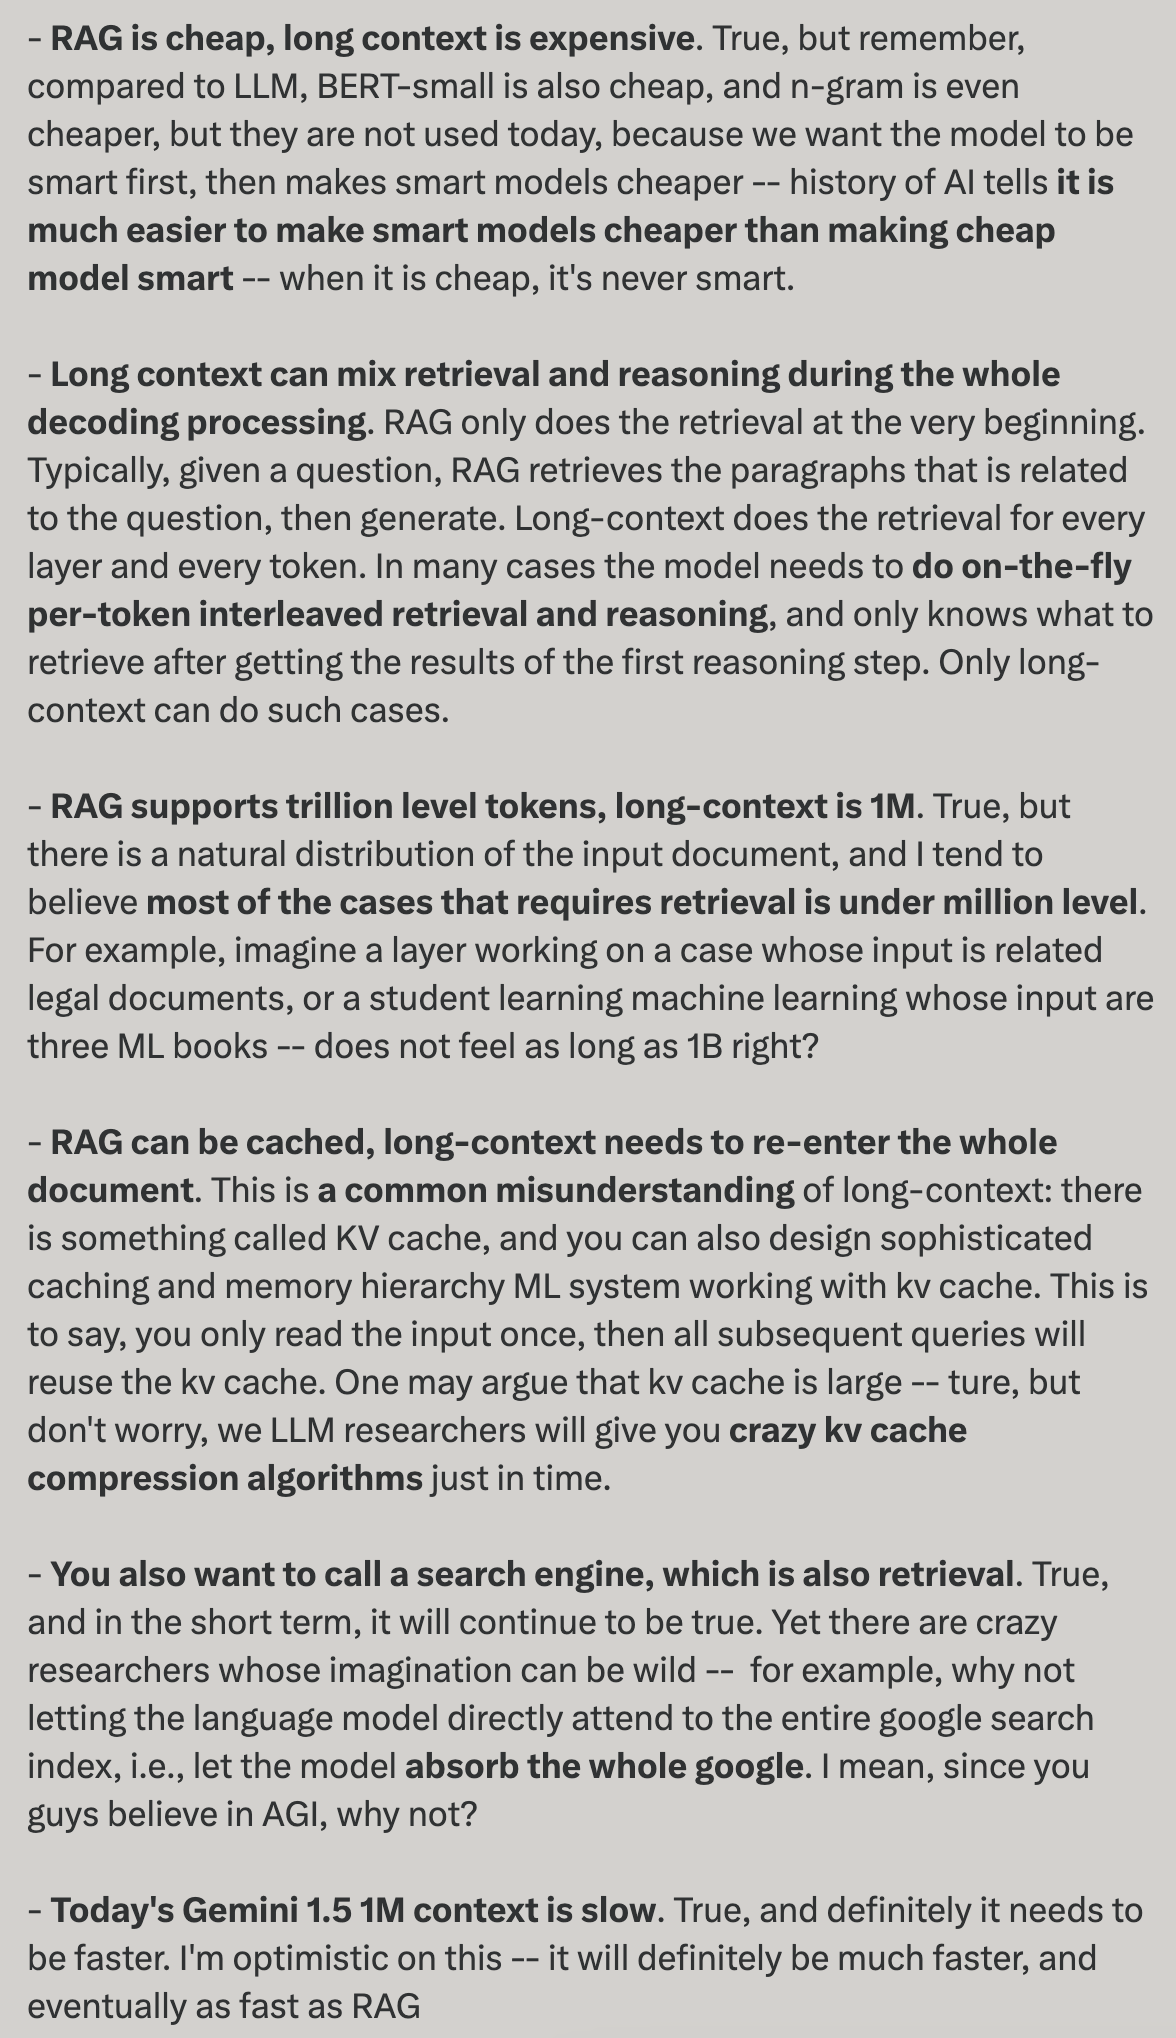 - RAG is cheap, long context is expensive. True, but remember,
compared to LLM, BERT-small is also cheap, and n-gram is even
cheaper, but they are not used today, because we want the model to be
smart first, then makes smart models cheaper -- history of AI tells it is
much easier to make smart models cheaper than making cheap
model smart -- when it is cheap, it's never smart.
- Long context can mix retrieval and reasoning during the whole
decoding processing. RAG only does the retrieval at the very beginning.
Typically, given a question, RAG retrieves the paragraphs that is related
to the question, then generate. Long-context does the retrieval for every
layer and every token. In many cases the model needs to do on-the-fly
per-token interleaved retrieval and reasoning, and only knows what to
retrieve after getting the results of the first reasoning step. Only long-
context can do such cases.
- RAG supports trillion level tokens, long-context is 1M. True, but
there is a natural distribution of the input document, and I tend to
believe most of the cases that requires retrieval is under million level.
For example, imagine a layer working on a case whose input is related
legal documents, or a student learning machine learning whose input are
three ML books -- does not feel as long as 1B right?
- RAG can be cached, long-context needs to re-enter the whole
document. This is a common misunderstanding of long-context: there
is something called KV cache, and you can also design sophisticated
caching and memory hierarchy ML system working with kv cache. This is
to say, you only read the input once, then all subsequent queries will
reuse the kv cache. One may argue that kv cache is large -- ture, but
don't worry, we LLM researchers will give you crazy kv cache
compression algorithms just in time.
- You also want to call a search engine, which is also retrieval. True,
and in the short term, it will continue to be true. Yet there are crazy
researchers whose imagination can be wild --  for example, why not
letting the language model directly attend to the entire google search
index, i.e., let the model absorb the whole google. I mean, since you
guys believe in AGI, why not?
- Today's Gemini 1.5 1M context is slow. True, and definitely it needs to
be faster. I'm optimistic on this -- it will definitely be much faster, and
eventually as fast as RAG